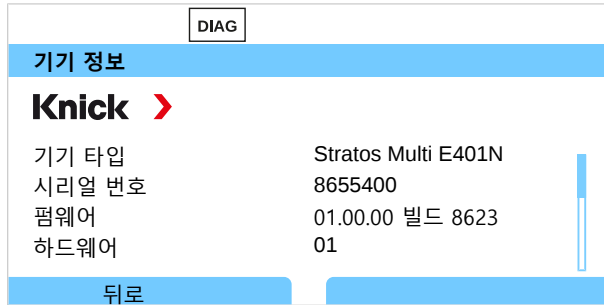 DIAG
기기 정보
Knick
기기 타입 Stratos Multi E401N
시리얼 번호 8655400
펌웨어 01.00.00 빌드 8623
하드웨어 01
뒤로